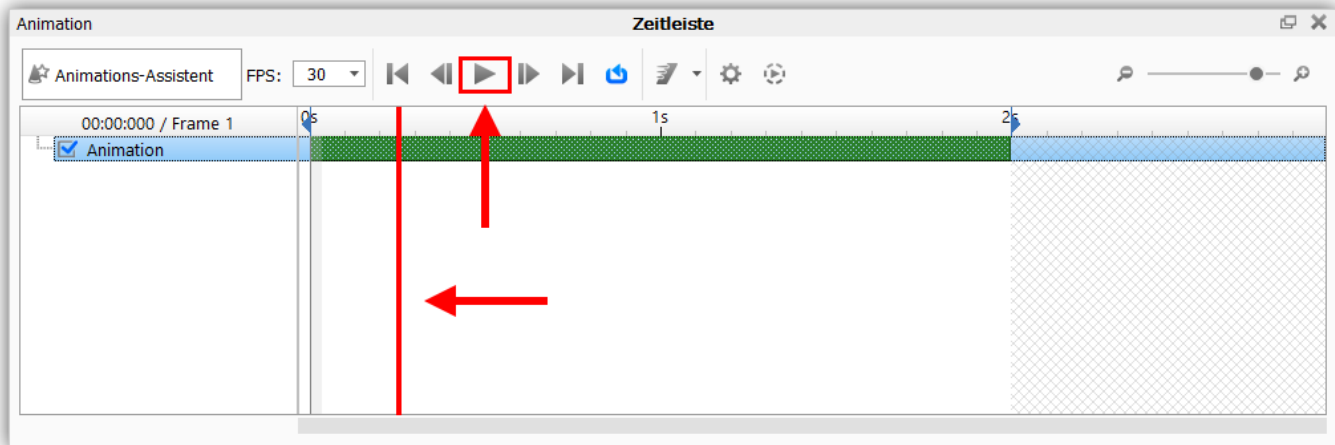 Animation
Zeitleiste
Animations-Assistent FPS: 30
00:00:000 / Frame 1 0s 1s 2s
Animation